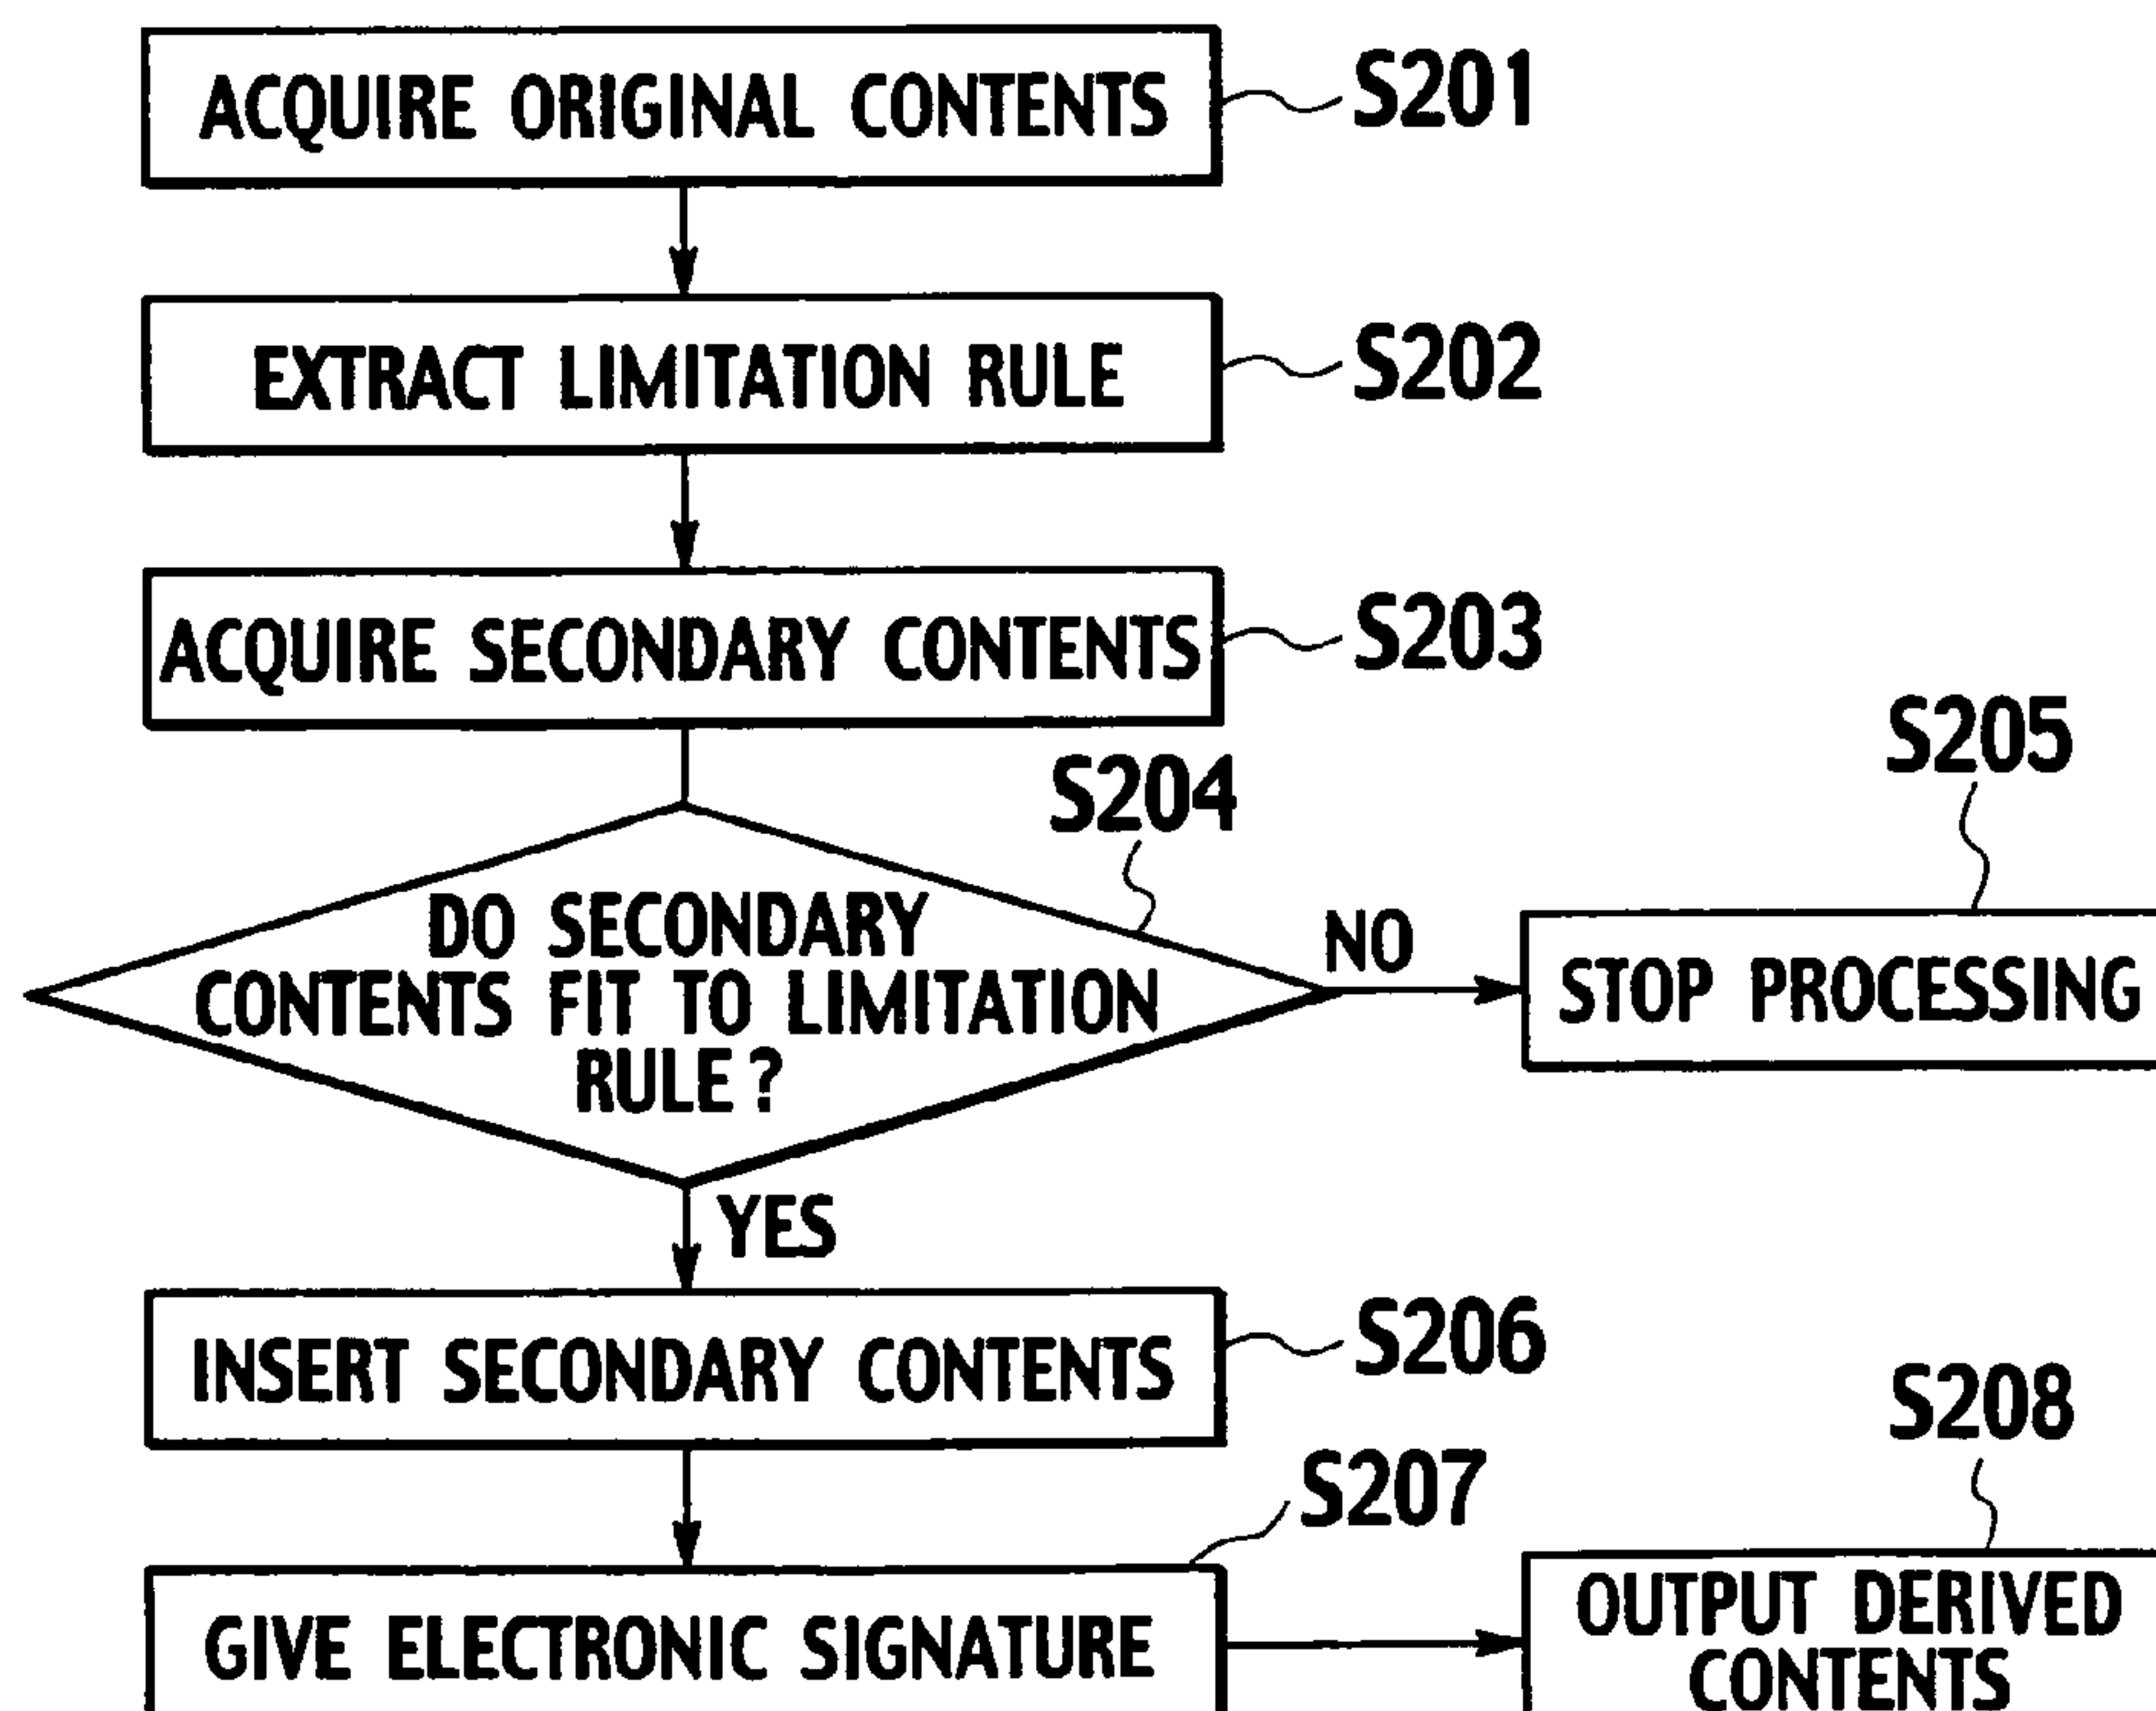 ACQUIRE ORIGINAL CONTENTS
S201
EXTRACT LIMITATION RULE
S202
ACQUIRE SECONDARY CONTENTS
S203
S204
DO SECONDARY
CONTENTS FIT TO LIMITATION
RULE?
NO
S205
STOP PROCESSING
YES
INSERT SECONDARY CONTENTS
S206
S207
GIVE ELECTRONIC SIGNATURE
S208
OUTPUT DERIVED
CONTENTS